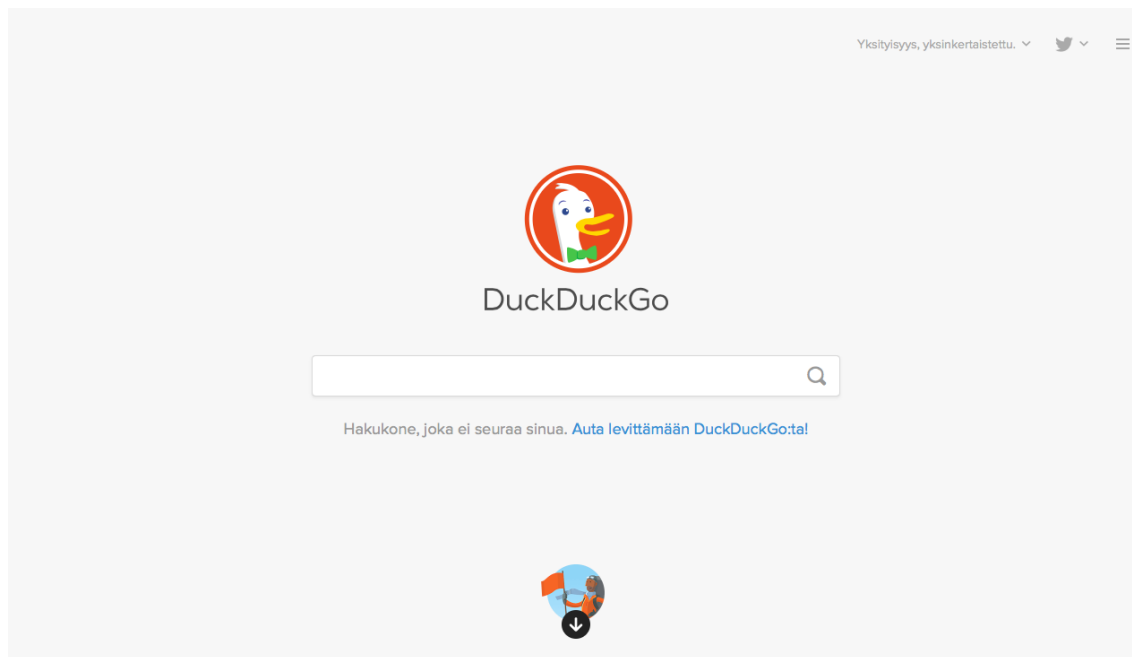 Yksityisyys, yksinkertaistettu.
DuckDuckGo
Hakukone, joka ei seuraa sinua. Auta levittämään DuckDuckGo:ta!